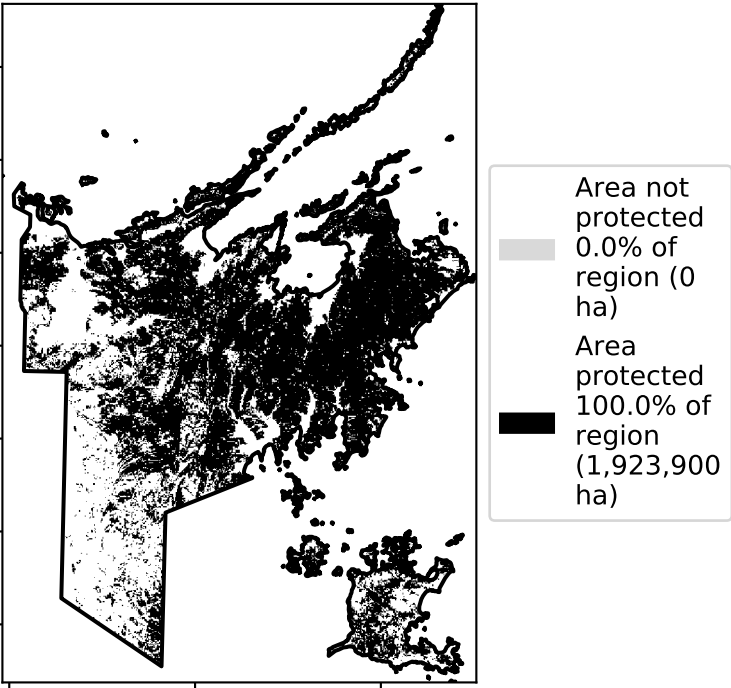 Area not
protected
0.0% of
region (0
ha)
Area
protected
100.0% of
region
(1,923,900
ha)